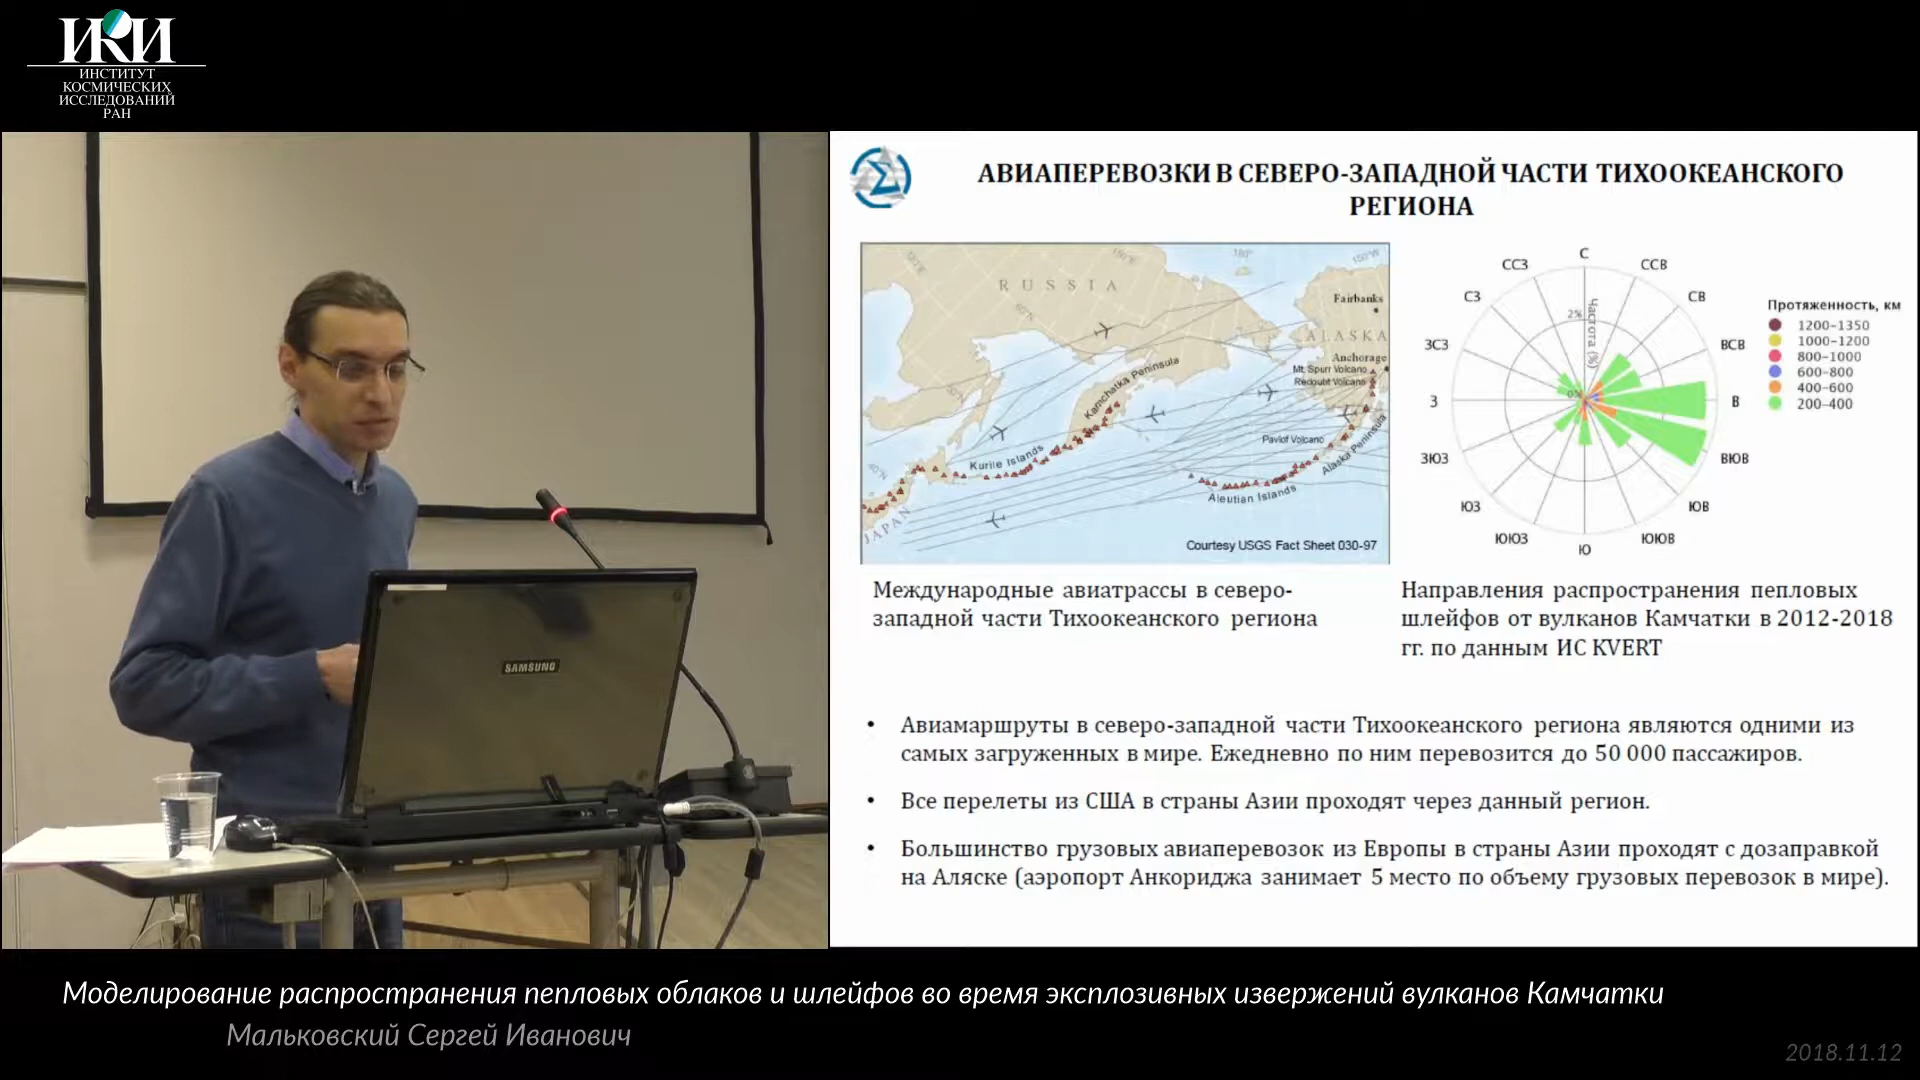 ИКИ
ИНСТИТУТ
КОСМИЧЕСКИХ
ИССЛЕДОВАНИЙ
РАН
SAMSUNG
АВИАПЕРЕВОЗКИ В СЕВЕРО-ЗАПАДНОЙ ЧАСТИ ТИХООКЕАНСКОГО
РЕГИОНА
180°
150°W
RUSSIA
Fairbanks
ALASKA
Anchorage
Mt. Spurr Volcano
Redoubt Volcano
Kamchatka Peninsula
Pavlof Volcano
Alaska Peninsula
Kurile Islands
Aleutian Islands
JAPAN
Courtesy USGS Fact Sheet 030-97
С
ССВ
СВ
ВСВ
В
ВЮВ
ЮВ
ЮЮВ
Ю
ЮЮЗ
ЮЗ
ЗЮЗ
З
ЗСЗ
СЗ
ССЗ
2%
0%
Частота (%)
Протяженность, км
1200–1350
1000–1200
800–1000
600–800
400–600
200–400
Международные авиатрассы в северо-
западной части Тихоокеанского региона
Направления распространения пепловых
шлейфов от вулканов Камчатки в 2012-2018
гг. по данным ИС KVERT
• Авиамаршруты в северо-западной части Тихоокеанского региона являются одними из
самых загруженных в мире. Ежедневно по ним перевозится до 50 000 пассажиров.
• Все перелеты из США в страны Азии проходят через данный регион.
• Большинство грузовых авиаперевозок из Европы в страны Азии проходят с дозаправкой
на Аляске (аэропорт Анкориджа занимает 5 место по объему грузовых перевозок в мире).
Моделирование распространения пепловых облаков и шлейфов во время эксплозивных извержений вулканов Камчатки
Мальковский Сергей Иванович
2018.11.12